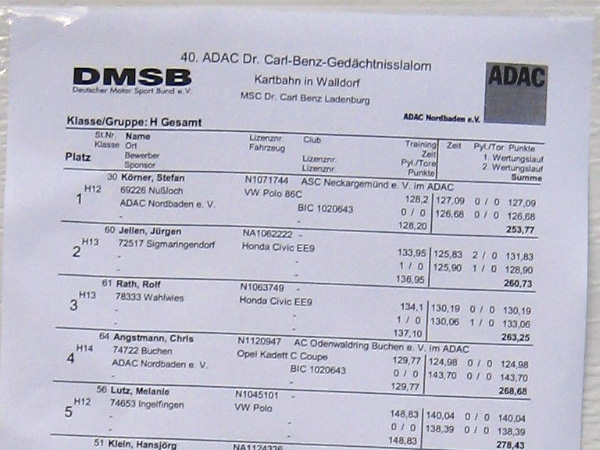 40. ADAC Dr. Carl-Benz-Gedächtnisslalom
DMSB
Deutscher Motor Sport Bund e.V.
Kartbahn in Walldorf
MSC Dr. Carl Benz Ladenburg
ADAC
ADAC Nordbaden e.V.
Klasse/Gruppe: H Gesamt
Platz St.Nr. Klasse Name Ort Bewerber Sponsor Lizenznr. Fahrzeug Club Lizenznr. Lizenznr. Training Zeit Pyl./Tore Punkte Zeit Pyl./Tor Punkte 1. Wertungslauf 2. Wertungslauf Summe
30 Körner, Stefan N1071744 ASC Neckargemünd e. V. im ADAC
1 H12 69226 Nußloch VW Polo 86C 128,2 127,09 0 / 0 127,09
ADAC Nordbaden e. V. BIC 1020643 0 / 0 126,68 0 / 0 126,68
- 128,20 253,77
60 Jellen, Jürgen NA1062222 -
2 H13 72517 Sigmaringendorf Honda Civic EE9 133,95 125,83 2 / 0 131,83
- - 1 / 0 125,90 1 / 0 128,90
- - 136,95 260,73
61 Rath, Rolf N1063749 -
3 H13 78333 Wahlwies Honda Civic EE9 134,1 130,19 0 / 0 130,19
- - 1 / 0 130,06 1 / 0 133,06
- - 137,10 263,25
64 Angstmann, Chris N1120947 AC Odenwaldring Buchen e. V. im ADAC
4 H14 74722 Buchen Opel Kadett C Coupe 129,77 124,98 0 / 0 124,98
ADAC Nordbaden e. V. BIC 1020643 0 / 0 143,70 0 / 0 143,70
- - 129,77 268,68
56 Lutz, Melanie N1045101 -
5 H12 74653 Ingelfingen VW Polo 148,83 140,04 0 / 0 140,04
- - 0 / 0 138,39 0 / 0 138,39
- - 148,83 278,43
51 Klein, Hansjörg